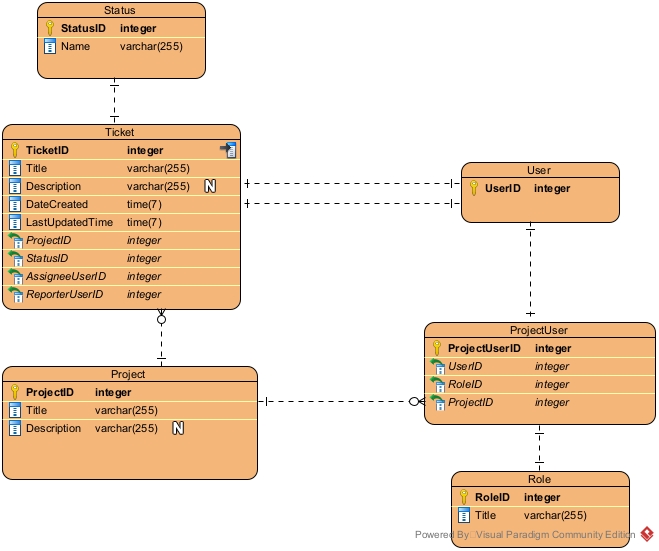 Status
StatusID integer
Name varchar(255)
Ticket
TicketID integer
Title varchar(255)
Description varchar(255) N
DateCreated time(7)
LastUpdatedTime time(7)
ProjectID integer
StatusID integer
AssigneeUserID integer
ReporterUserID integer
User
UserID integer
Project
ProjectID integer
Title varchar(255)
Description varchar(255) N
ProjectUser
ProjectUserID integer
UserID integer
RoleID integer
ProjectID integer
Role
RoleID integer
Title varchar(255)
Powered By Visual Paradigm Community Edition